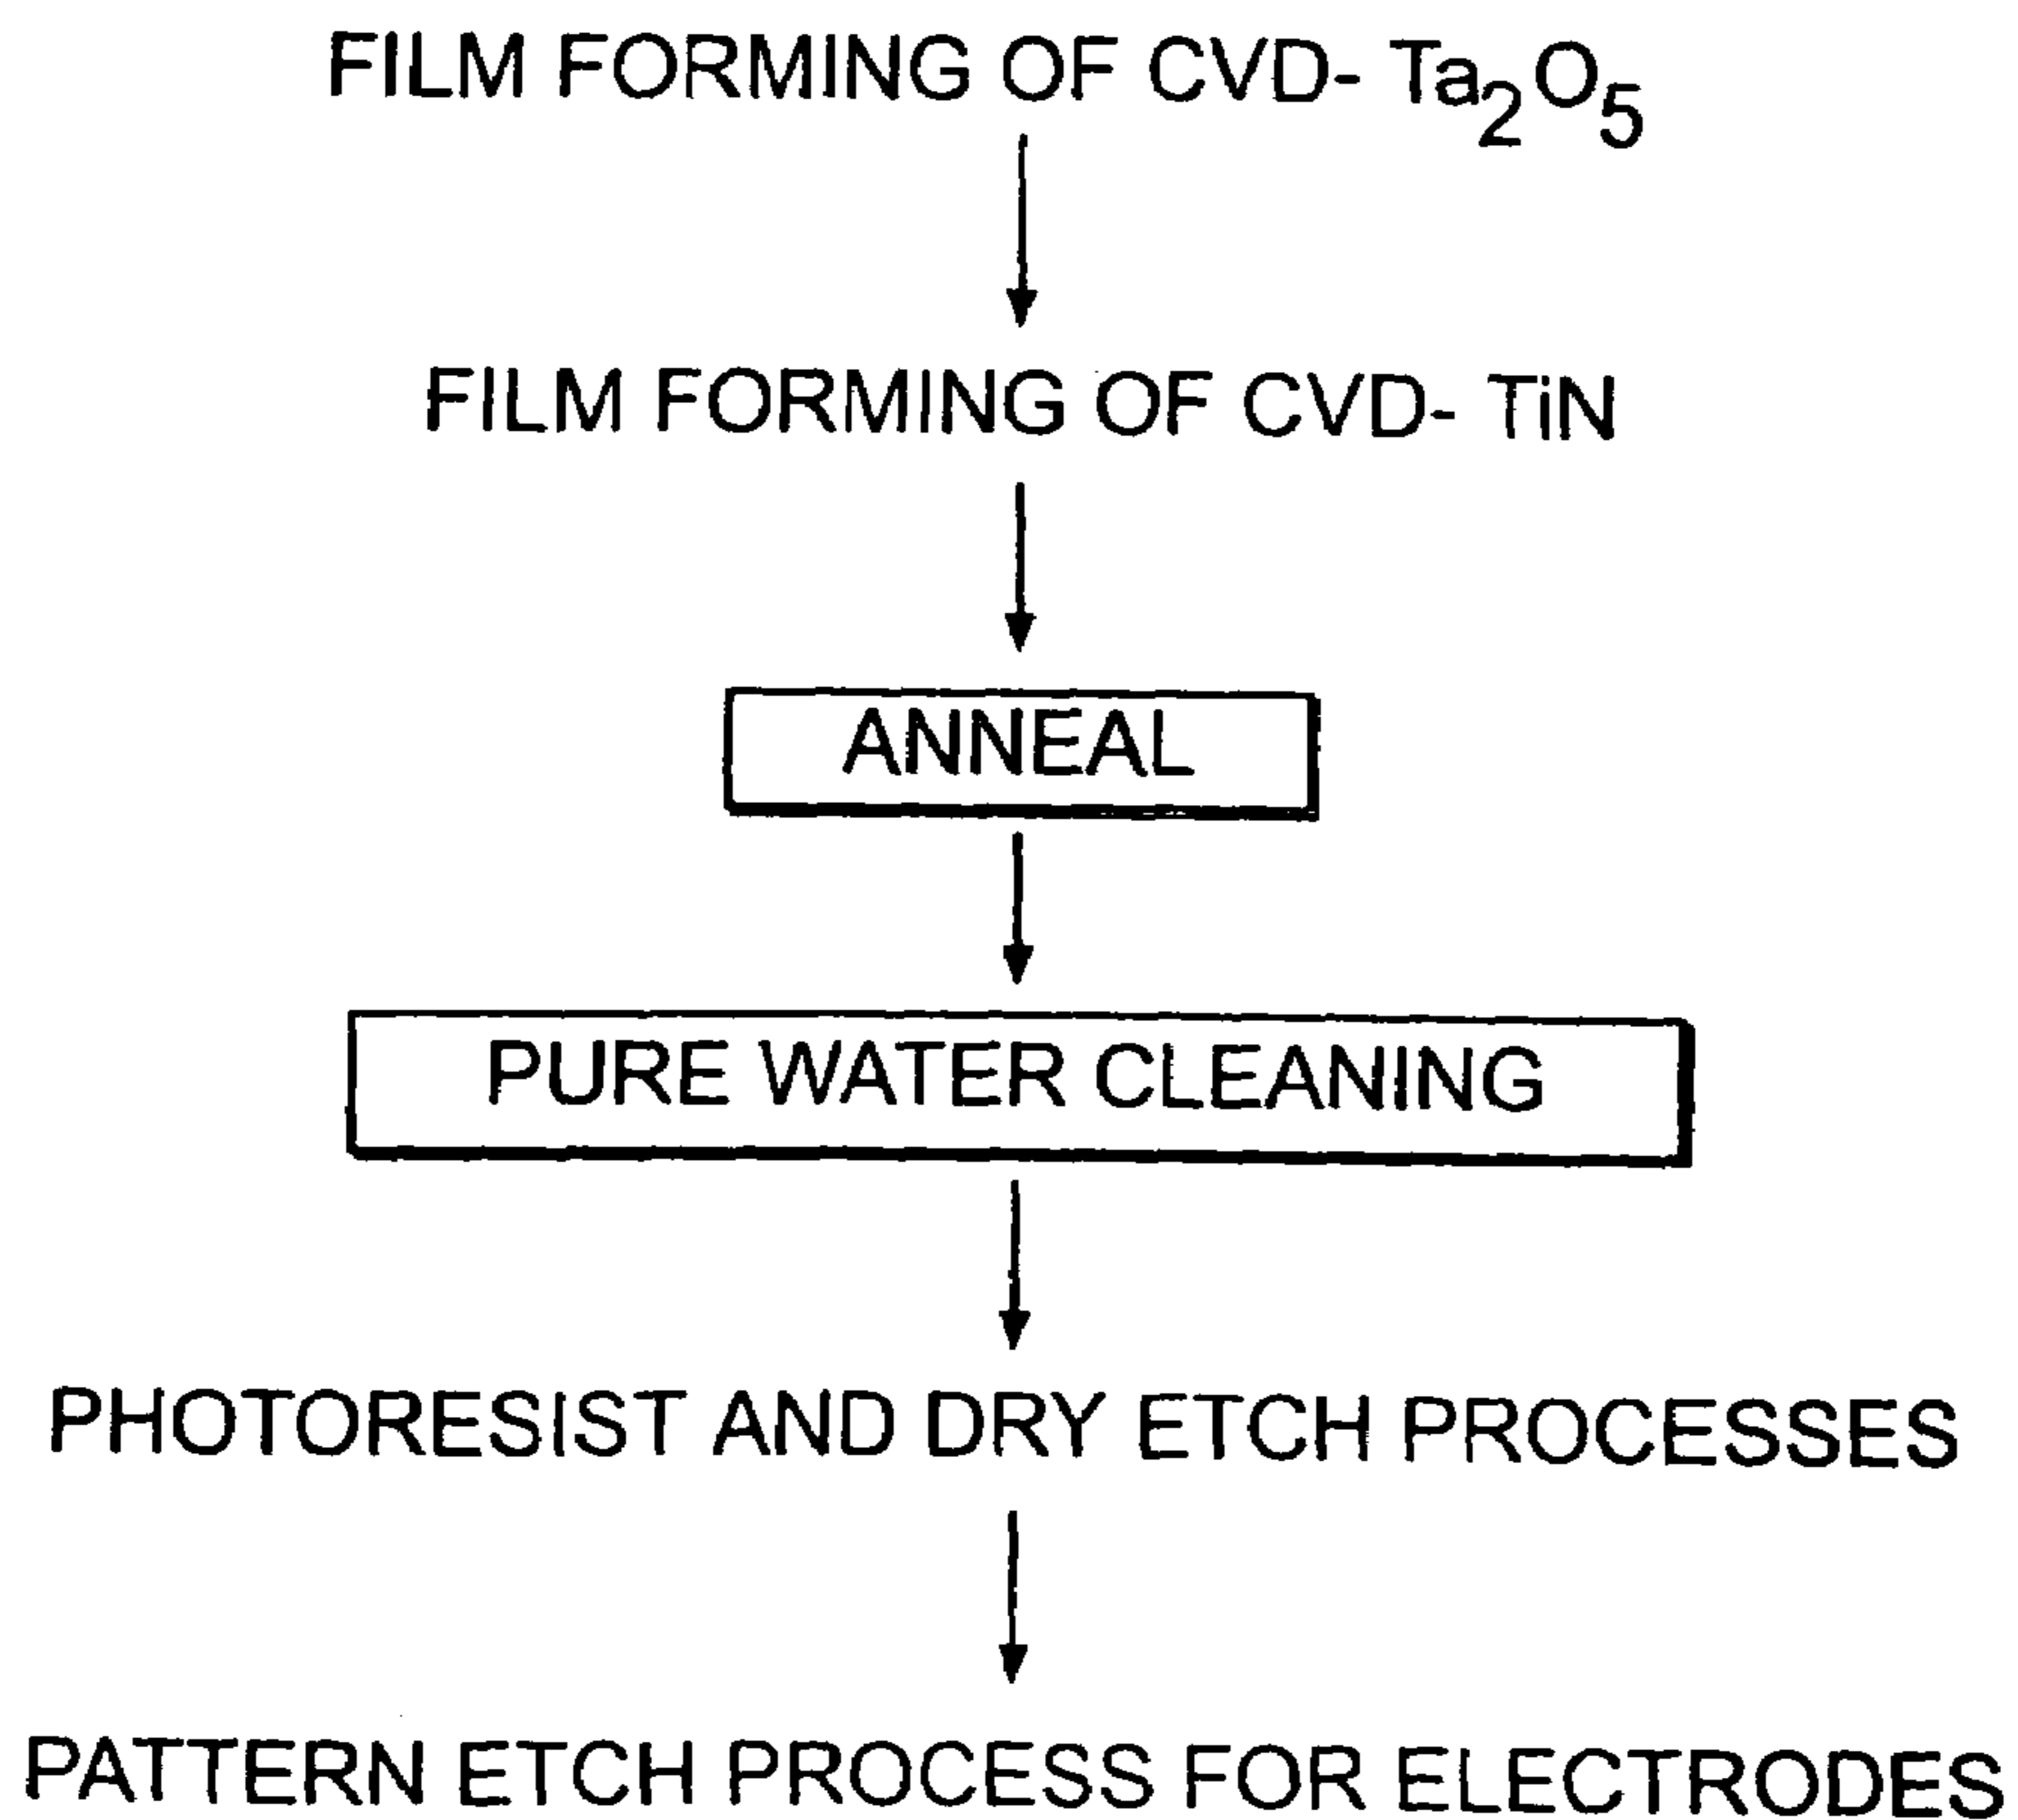 FILM FORMING OF CVD- Ta₂O₅
FILM FORMING OF CVD- TiN
ANNEAL
PURE WATER CLEANING
PHOTORESIST AND DRY ETCH PROCESSES
PATTERN ETCH PROCESS FOR ELECTRODES